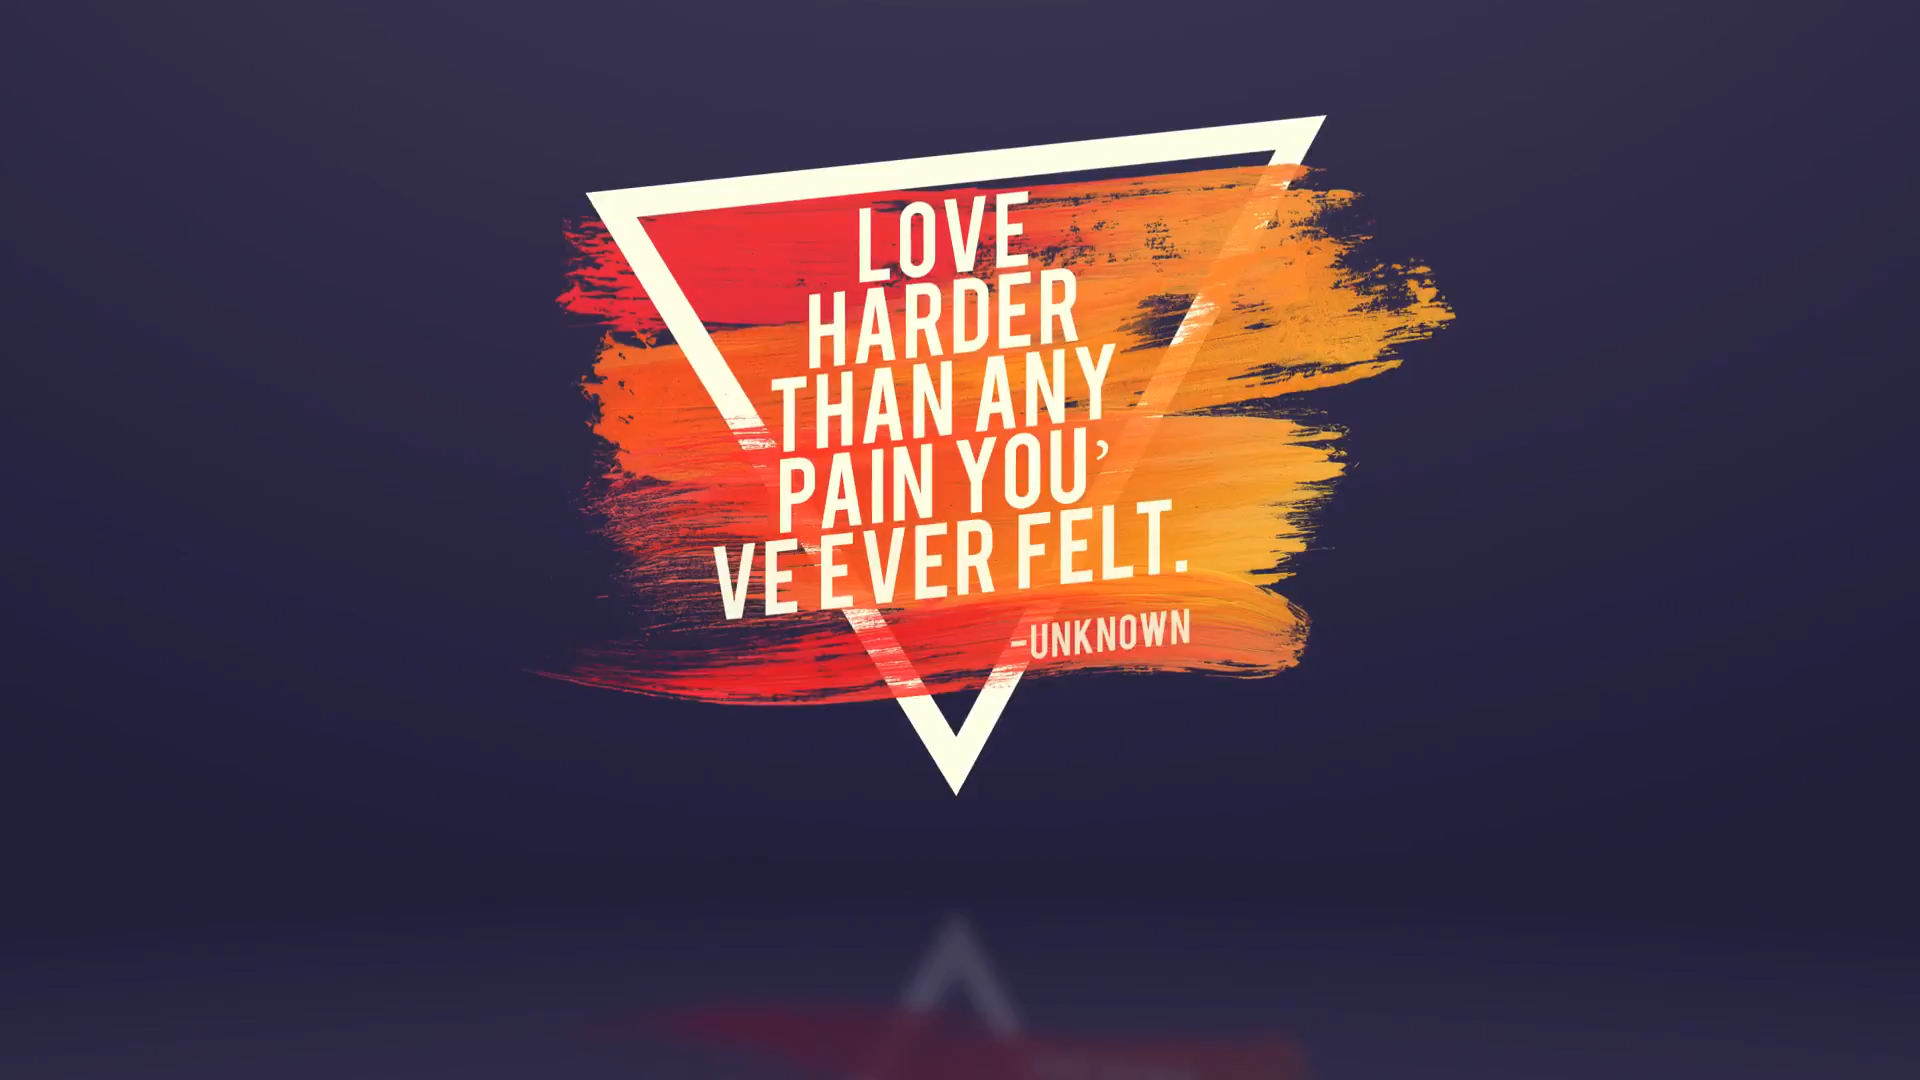 LOVE
HARDER
THAN ANY
PAIN YOU’
VE EVER FELT.
-UNKNOWN